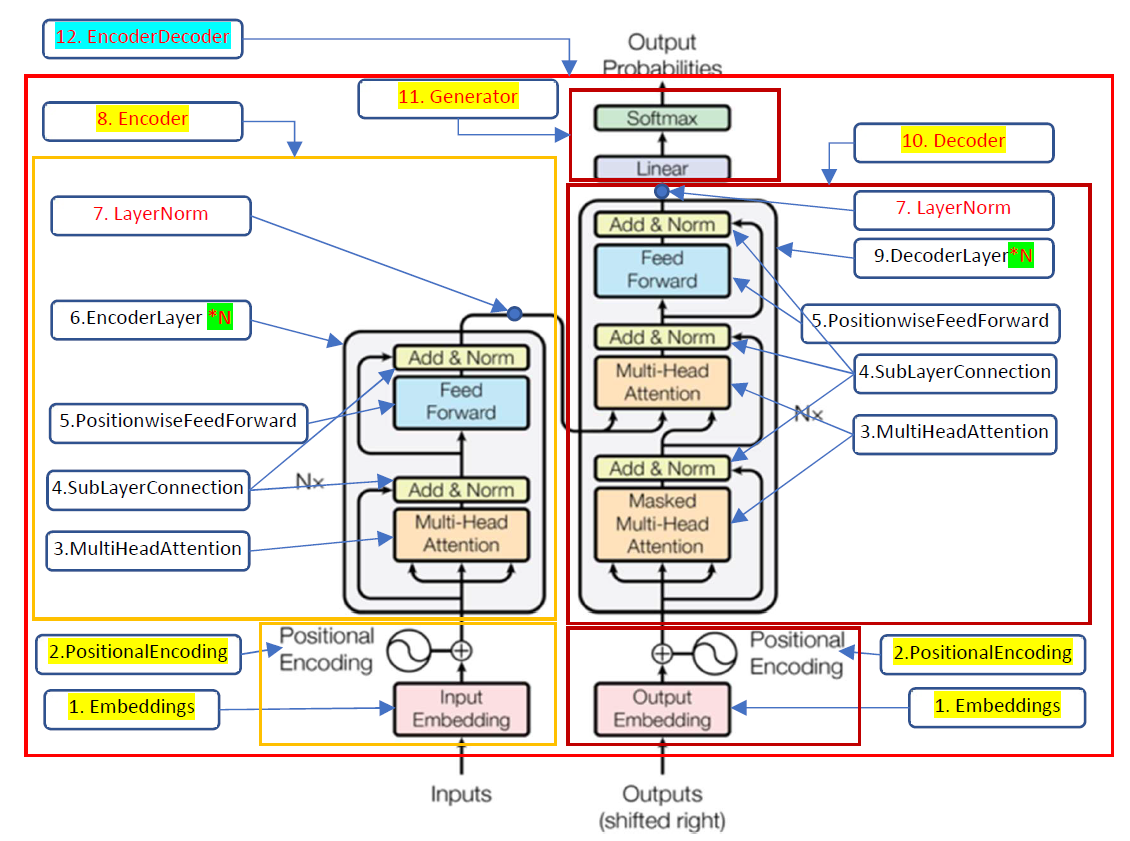 12. EncoderDecoder
Output
Probabilities
11. Generator
8. Encoder
Softmax
10. Decoder
Linear
7. LayerNorm
7. LayerNorm
Add & Norm
9.DecoderLayer*N
Feed
Forward
6.EncoderLayer *N
5.PositionwiseFeedForward
Add & Norm
Add & Norm
Multi-Head
Attention
4.SubLayerConnection
Feed
Forward
5.PositionwiseFeedForward
Nx
3.MultiHeadAttention
Add & Norm
4.SubLayerConnection
Nx
Add & Norm
Masked
Multi-Head
Attention
Multi-Head
Attention
3.MultiHeadAttention
Positional
Encoding
Positional
Encoding
2.PositionalEncoding
2.PositionalEncoding
1. Embeddings
Input
Embedding
Output
Embedding
1. Embeddings
Inputs
Outputs
(shifted right)